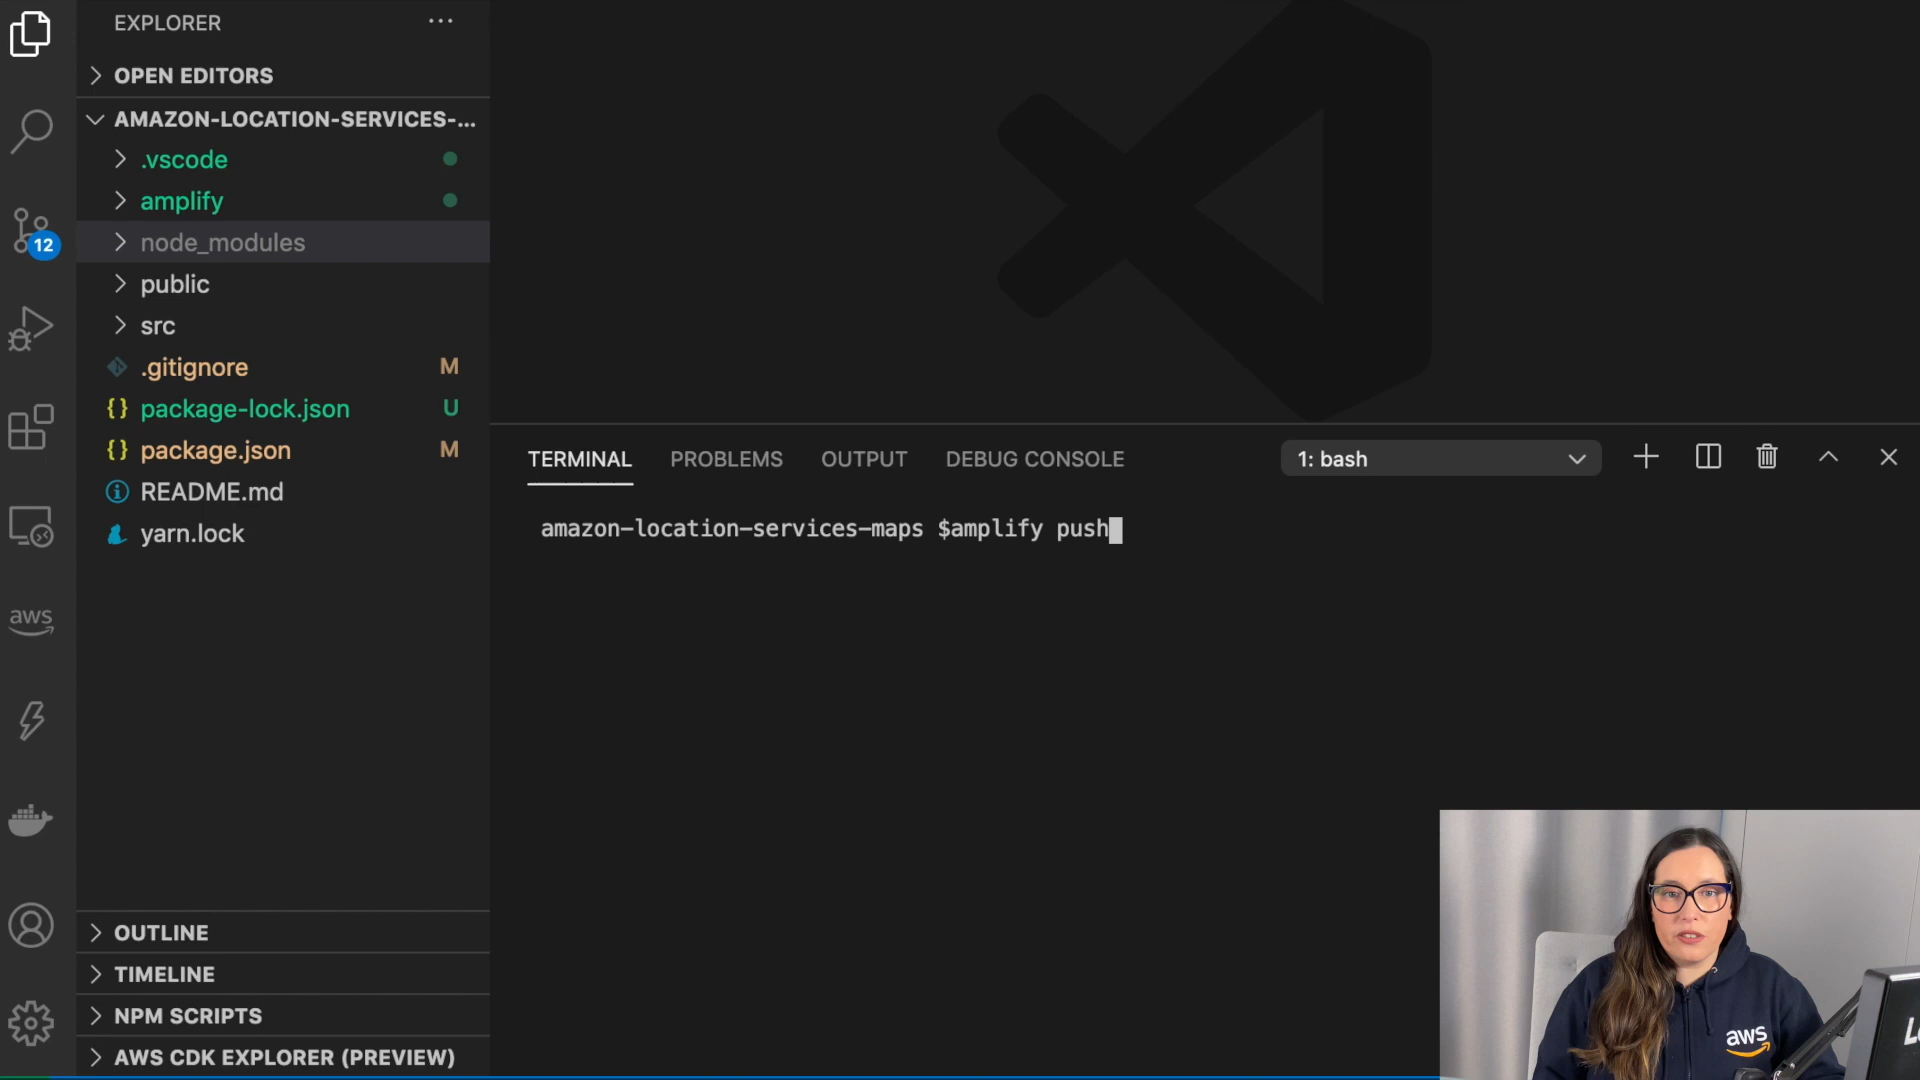 EXPLORER
OPEN EDITORS
AMAZON-LOCATION-SERVICES-...
.vscode
amplify
node_modules
12
public
src
.gitignore M
package-lock.json U
package.json M
README.md
yarn.lock
aws
OUTLINE
TIMELINE
NPM SCRIPTS
AWS CDK EXPLORER (PREVIEW)
TERMINAL PROBLEMS OUTPUT DEBUG CONSOLE 1: bash
amazon-location-services-maps $amplify push
aws